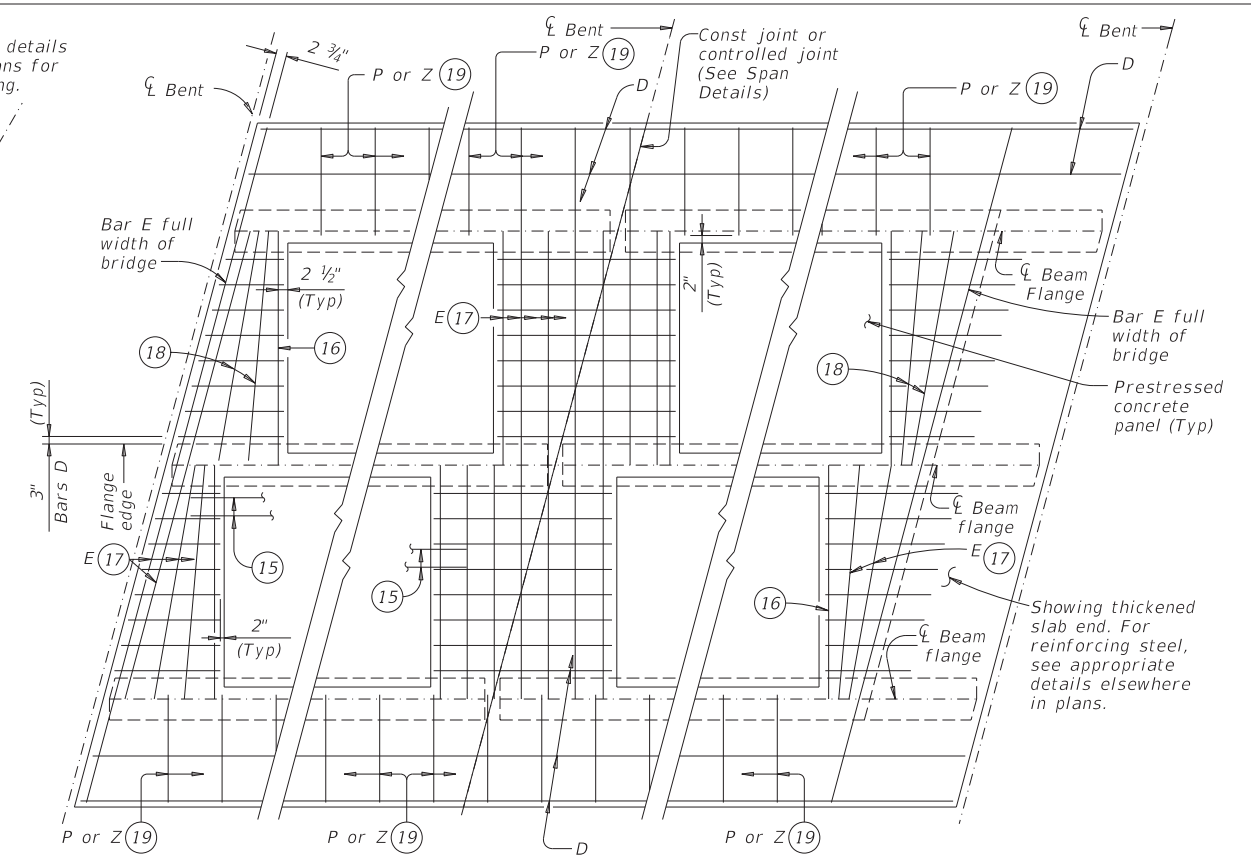 details
ns for
ng.
2 ¾"
℄ Bent
P or Z 19
℄ Bent
P or Z 19
D
Const joint or
controlled joint
(See Span
Details)
℄ Bent
D
P or Z 19
Bar E full
width of
bridge
2 ½"
(Typ)
2"
(Typ)
E 17
℄ Beam
Flange
Bar E full
width of
bridge
18
16
18
Prestressed
concrete
panel (Typ)
3" (Typ)
Bars D
Flange
edge
℄ Beam
flange
E 17
15
15
E 17
16
2"
(Typ)
℄ Beam
flange
Showing thickened
slab end. For
reinforcing steel,
see appropriate
details elsewhere
in plans.
P or Z 19
P or Z 19
D
P or Z 19